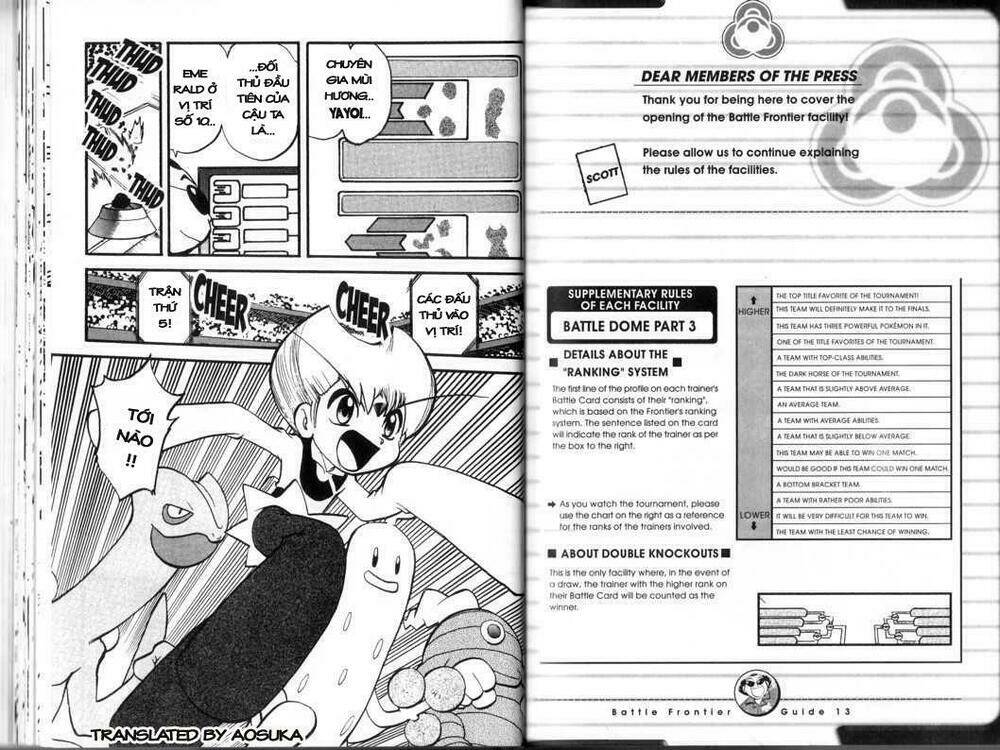 THUD
THUD
THUD
THUD
THUD
EME
RALD Ở
VỊ TRÍ
SỐ 10..
...ĐỐI
THỦ ĐẦU
TIÊN CỦA
CẬU TA
LÀ...
CHUYÊN
GIA MÙI
HƯƠNG..
YAYOI...
TRẬN
THỨ
5!
CHEER
CHEER
CÁC ĐẤU
THỦ VÀO
VỊ TRÍ!
TỚI
NÀO
!!
TRANSLATED BY AOSUKA
DEAR MEMBERS OF THE PRESS
Thank you for being here to cover the
opening of the Battle Frontier facility!
Please allow us to continue explaining
the rules of the facilities.
SCOTT
SUPPLEMENTARY RULES
OF EACH FACILITY
BATTLE DOME PART 3
■ DETAILS ABOUT THE ■
"RANKING" SYSTEM
The first line of the profile on each trainer's
Battle Card consists of their "ranking",
which is based on the Frontier's ranking
system. The sentence listed on the card
will indicate the rank of the trainer as per
the box to the right.
➡ As you watch the tournament, please
use the chart on the right as a reference
for the ranks of the trainers involved.
■ ABOUT DOUBLE KNOCKOUTS ■
This is the only facility where, in the event of
a draw, the trainer with the higher rank on
their Battle Card will be counted as the
winner.
HIGHER
THE TOP TITLE FAVORITE OF THE TOURNAMENT!
THIS TEAM WILL DEFINITELY MAKE IT TO THE FINALS.
THIS TEAM HAS THREE POWERFUL POKÉMON IN IT.
ONE OF THE TITLE FAVORITES OF THE TOURNAMENT.
A TEAM WITH TOP-CLASS ABILITIES.
THE DARK HORSE OF THE TOURNAMENT.
A TEAM THAT IS SLIGHTLY ABOVE AVERAGE.
AN AVERAGE TEAM.
A TEAM WITH AVERAGE ABILITIES.
A TEAM THAT IS SLIGHTLY BELOW AVERAGE.
THIS TEAM MAY BE ABLE TO WIN ONE MATCH.
WOULD BE GOOD IF THIS TEAM COULD WIN ONE MATCH.
A BOTTOM BRACKET TEAM.
A TEAM WITH RATHER POOR ABILITIES.
LOWER
IT WILL BE VERY DIFFICULT FOR THIS TEAM TO WIN.
THE TEAM WITH THE LEAST CHANCE OF WINNING.
Battle Frontier Guide 13